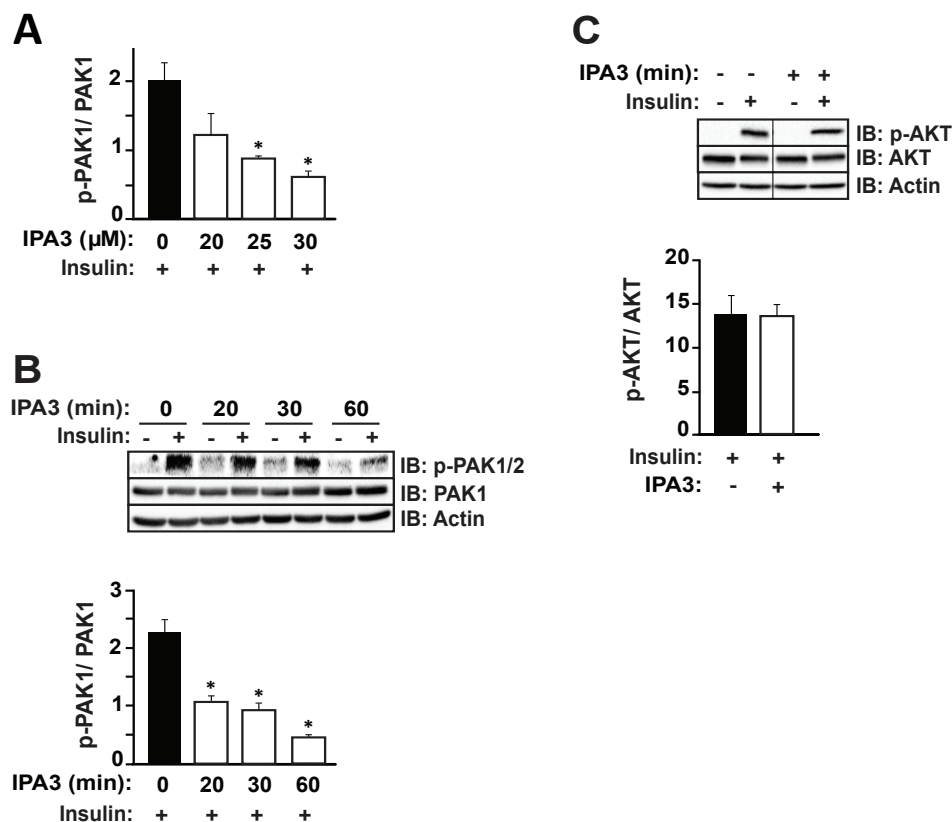 A
p-PAK1/ PAK1
2
1
0
IPA3 (µM): 0 20 25 30
Insulin: + + + +
* *
B
IPA3 (min): 0 20 30 60
Insulin: - + - + - + - +
IB: p-PAK1/2
IB: PAK1
IB: Actin
p-PAK1/ PAK1
3
2
1
0
* * *
IPA3 (min): 0 20 30 60
Insulin: + + + +
C
IPA3 (min): - - + +
Insulin: - + - +
IB: p-AKT
IB: AKT
IB: Actin
p-AKT/ AKT
20
15
10
5
0
Insulin: + +
IPA3: - +